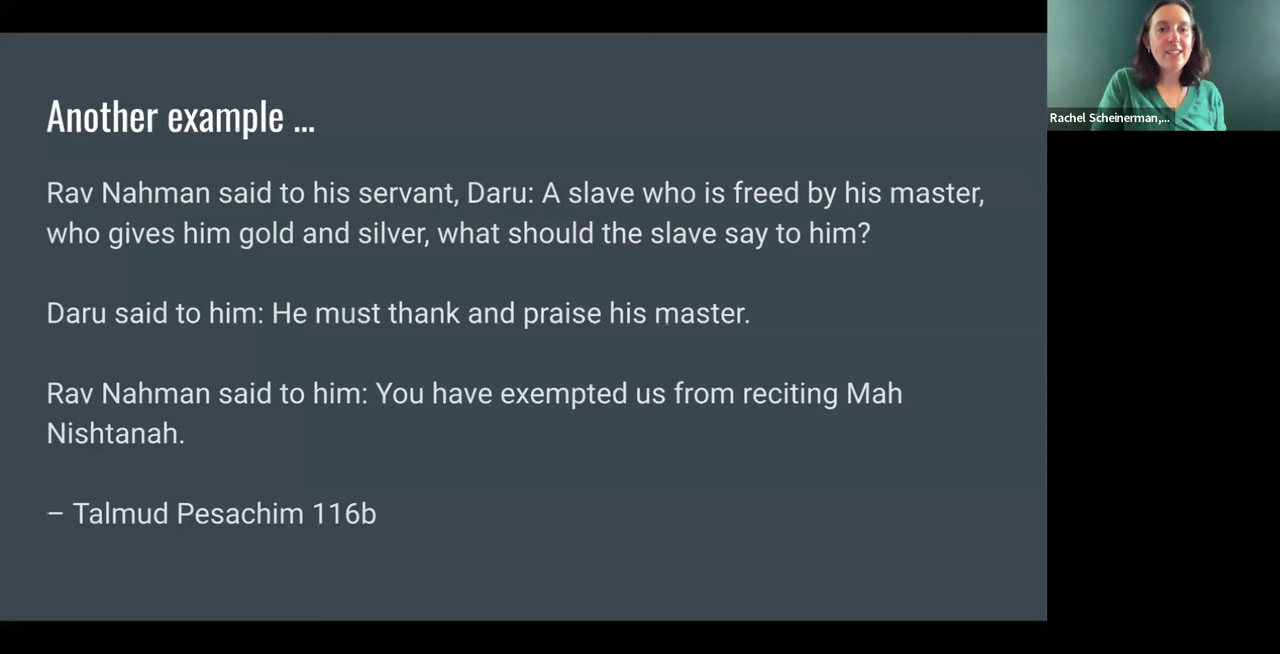 Another example ...
Rav Nahman said to his servant, Daru: A slave who is freed by his master,
who gives him gold and silver, what should the slave say to him?
Daru said to him: He must thank and praise his master.
Rav Nahman said to him: You have exempted us from reciting Mah
Nishtanah.
– Talmud Pesachim 116b
Rachel Scheinerman,...